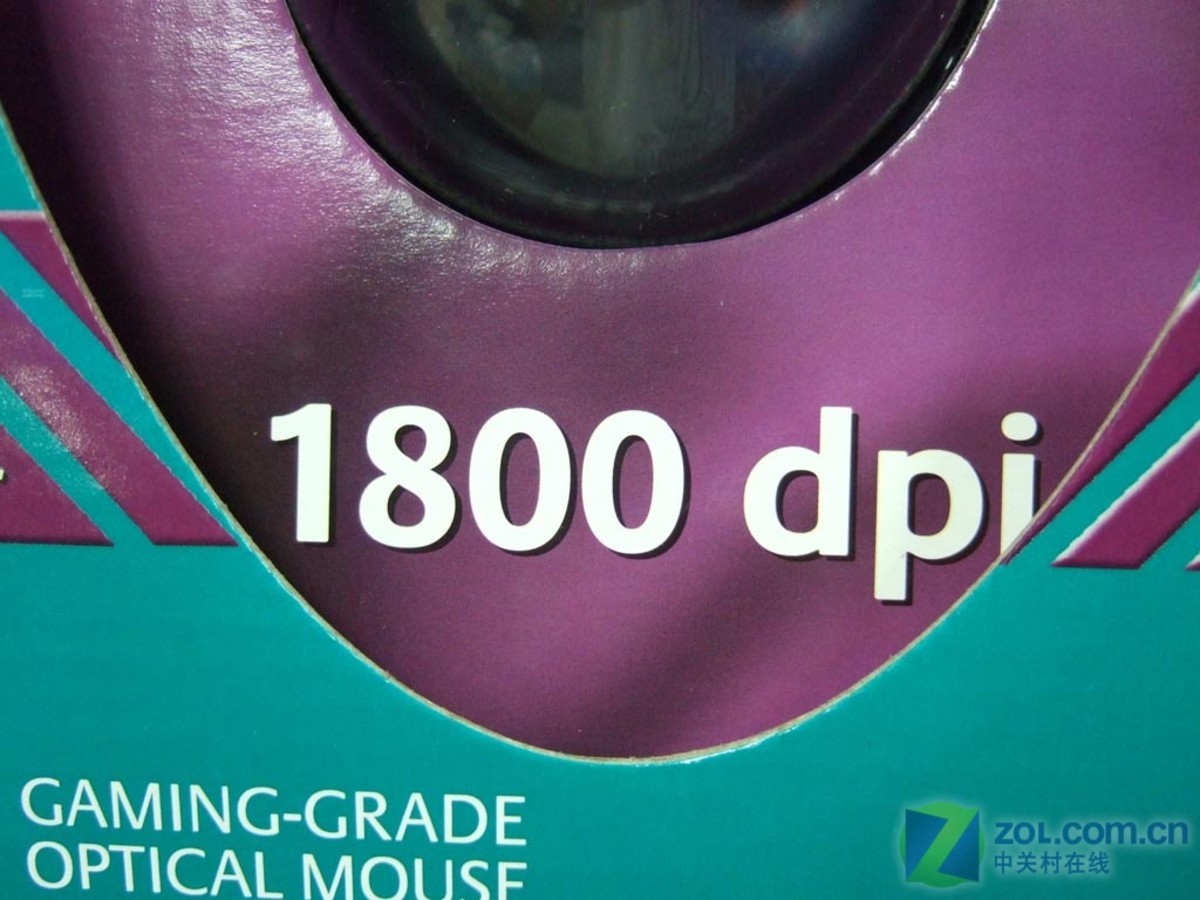 1800 dpi
GAMING-GRADE
OPTICAL MOUSE
ZOL.com.cn
中关村在线